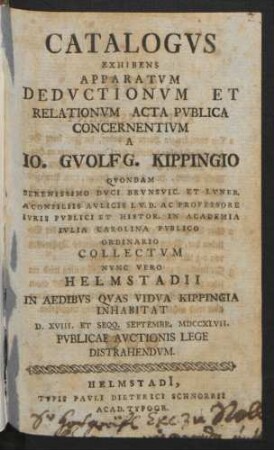 CATALOGVS
EXHIBENS
APPARATVM
DEDVCTIONVM ET
RELATIONVM ACTA PVBLICA
CONCERNENTIVM
A
IO. GVOLFG. KIPPINGIO
QVONDAM
SERENISSIMO DVCI BRVNSVIC. ET LVNEB.
A CONSILIIS AVLICIS I. V. D. AC PROFESSORE
IVRIS PVBLICI ET HISTOR. IN ACADEMIA
IVLIA CAROLINA PVBLICO
ORDINARIO
COLLECTVM
NVNC VERO
HELMSTADII
IN AEDIBVS QVAS VIDVA KIPPINGIA
INHABITAT
D. XVIII. ET SEQQ. SEPTEMBR. MDCCXLVII.
PVBLICAE AVCTIONIS LEGE
DISTRAHENDVM.
HELMSTADI,
TYPIS PAVLI DIETERICI SCHNORRII
ACAD. TYPOGR.